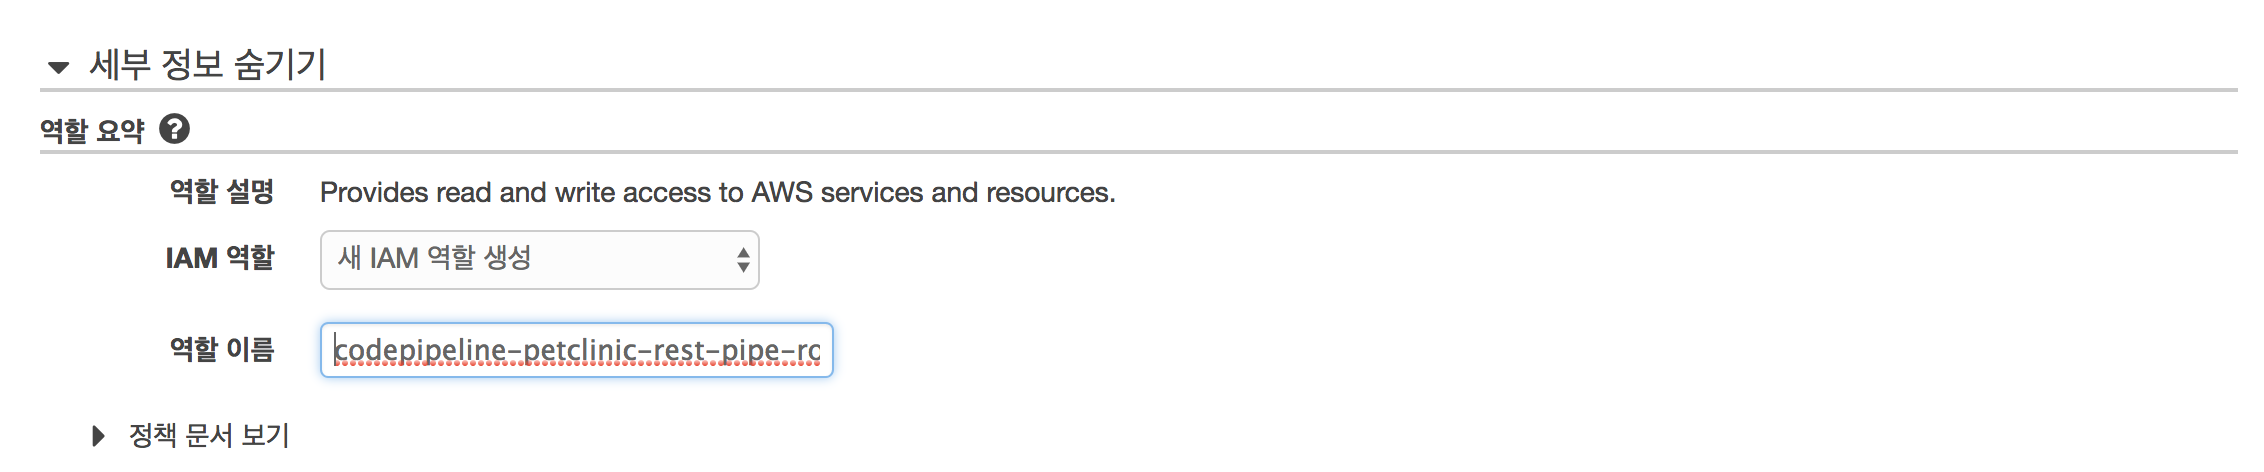 세부 정보 숨기기
역할 요약 ?
역할 설명 Provides read and write access to AWS services and resources.
IAM 역할 새 IAM 역할 생성
역할 이름 codepipeline-petclinic-rest-pipe-ro
정책 문서 보기